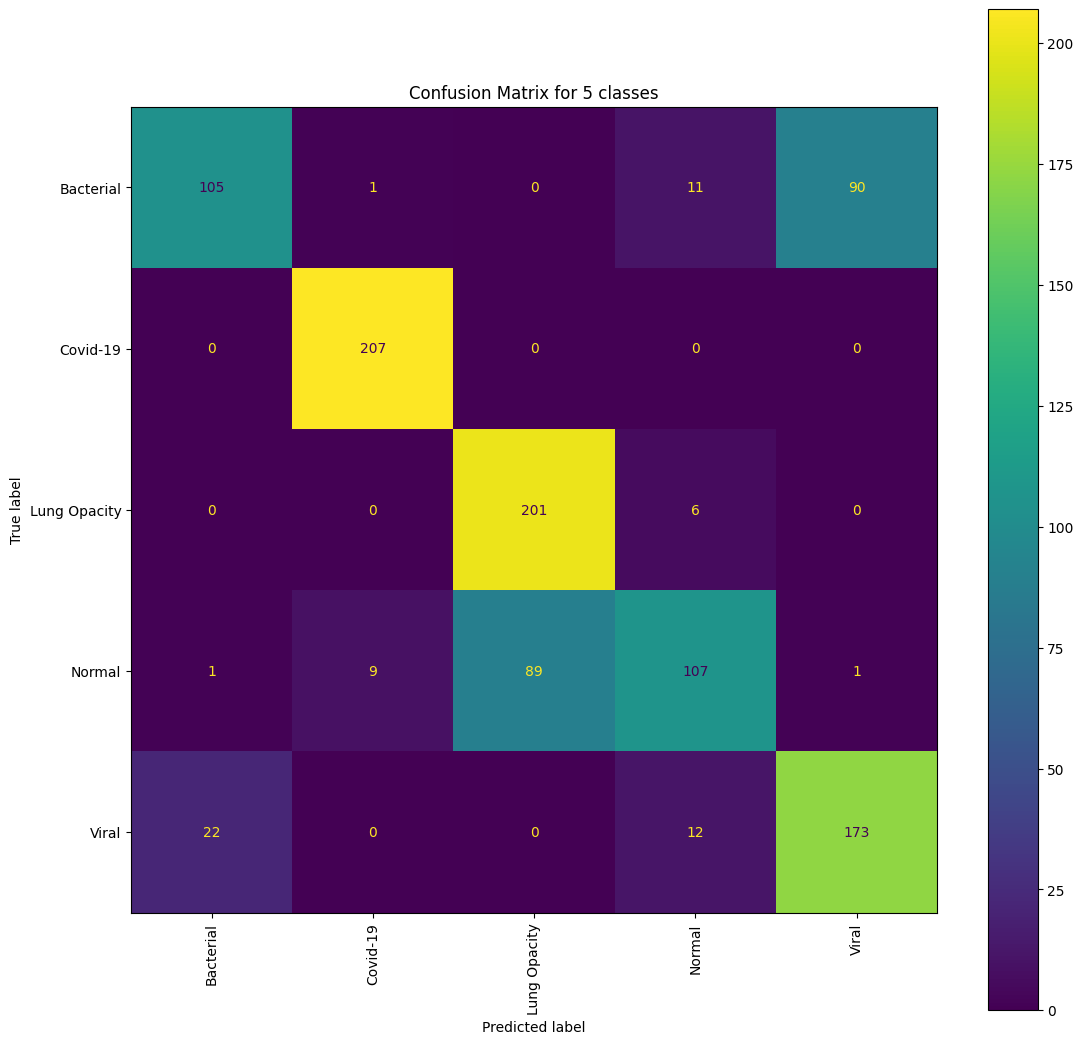 Confusion Matrix for 5 classes
True label
Bacterial
105 1 0 11 90
Covid-19
0 207 0 0 0
Lung Opacity
0 0 201 6 0
Normal
1 9 89 107 1
Viral
22 0 0 12 173
Bacterial
Covid-19
Lung Opacity
Normal
Viral
Predicted label
200
175
150
125
100
75
50
25
0